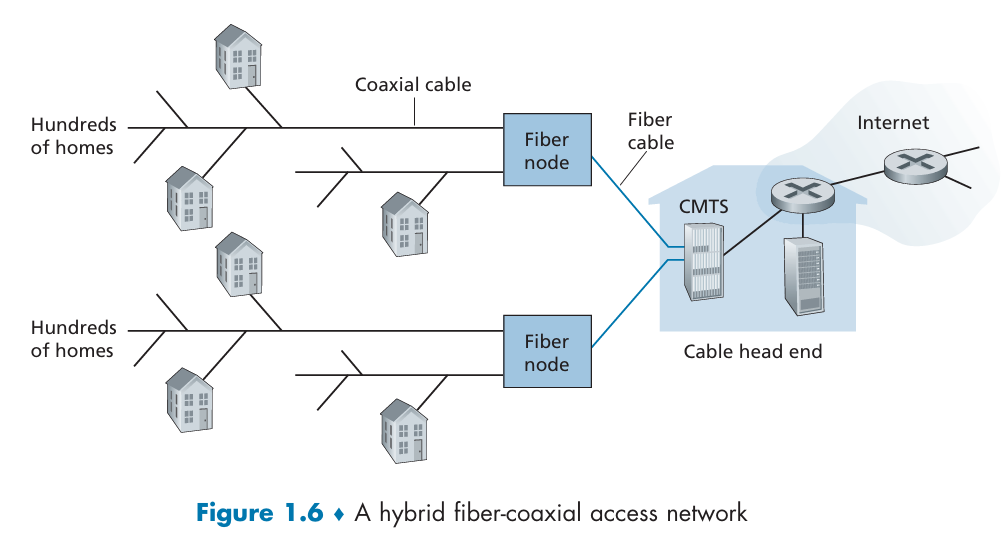 Coaxial cable
Hundreds
of homes
Fiber
node
Fiber
cable
Internet
CMTS
Hundreds
of homes
Fiber
node
Cable head end
Figure 1.6 ♦ A hybrid fiber-coaxial access network